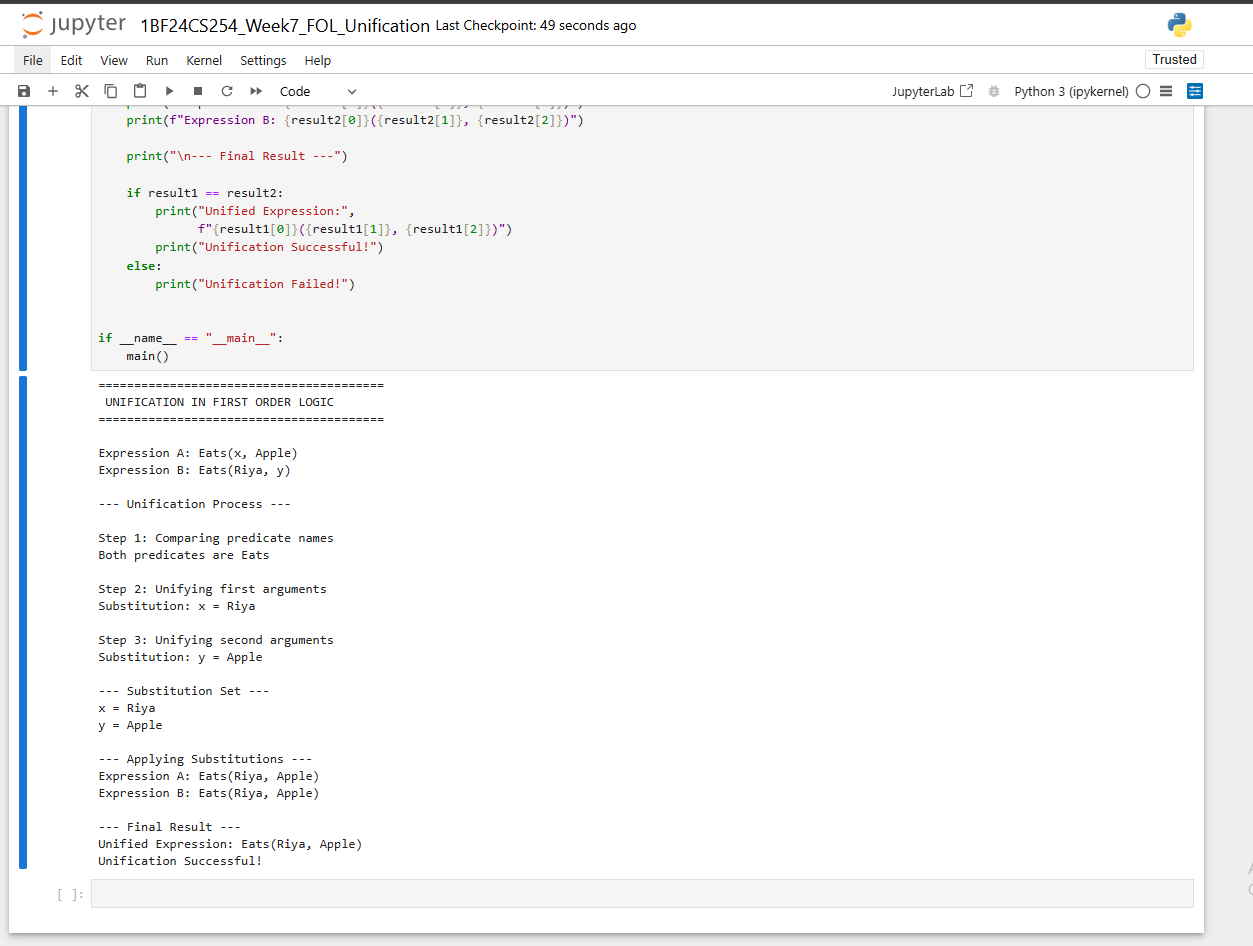 jupyter 1BF24CS254_Week7_FOL_Unification Last Checkpoint: 49 seconds ago
File Edit View Run Kernel Settings Help Trusted
Code JupyterLab Python 3 (ipykernel)
    print(f"Expression B: {result2[0]}({result2[1]}, {result2[2]})")

    print("\n--- Final Result ---")

    if result1 == result2:
        print("Unified Expression:",
              f"{result1[0]}({result1[1]}, {result1[2]})")
        print("Unification Successful!")
    else:
        print("Unification Failed!")


if __name__ == "__main__":
    main()
========================================
 UNIFICATION IN FIRST ORDER LOGIC
========================================

Expression A: Eats(x, Apple)
Expression B: Eats(Riya, y)

--- Unification Process ---

Step 1: Comparing predicate names
Both predicates are Eats

Step 2: Unifying first arguments
Substitution: x = Riya

Step 3: Unifying second arguments
Substitution: y = Apple

--- Substitution Set ---
x = Riya
y = Apple

--- Applying Substitutions ---
Expression A: Eats(Riya, Apple)
Expression B: Eats(Riya, Apple)

--- Final Result ---
Unified Expression: Eats(Riya, Apple)
Unification Successful!
[ ]: